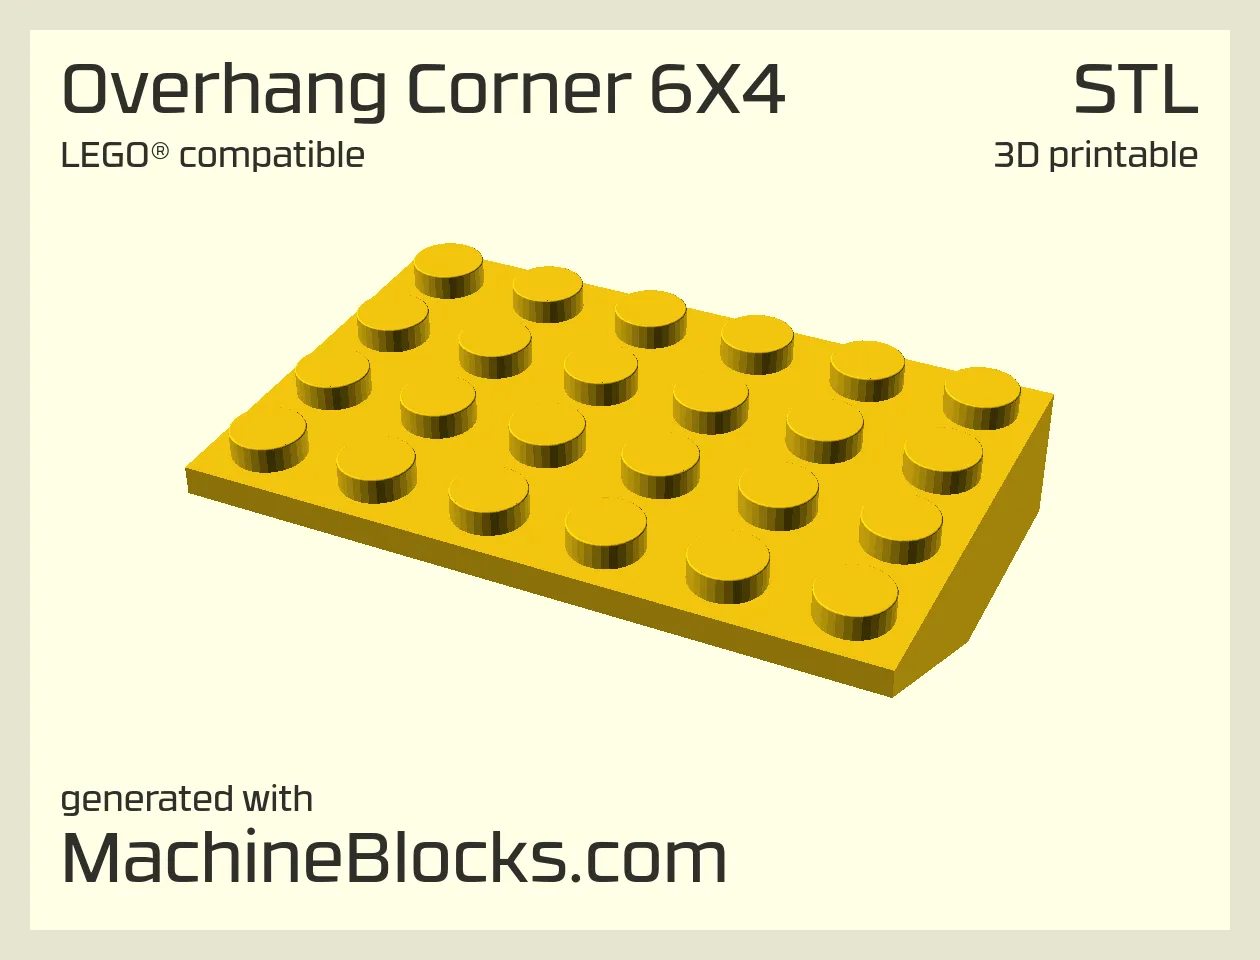 Overhang Corner 6X4
STL
LEGO® compatible
3D printable
generated with
MachineBlocks.com